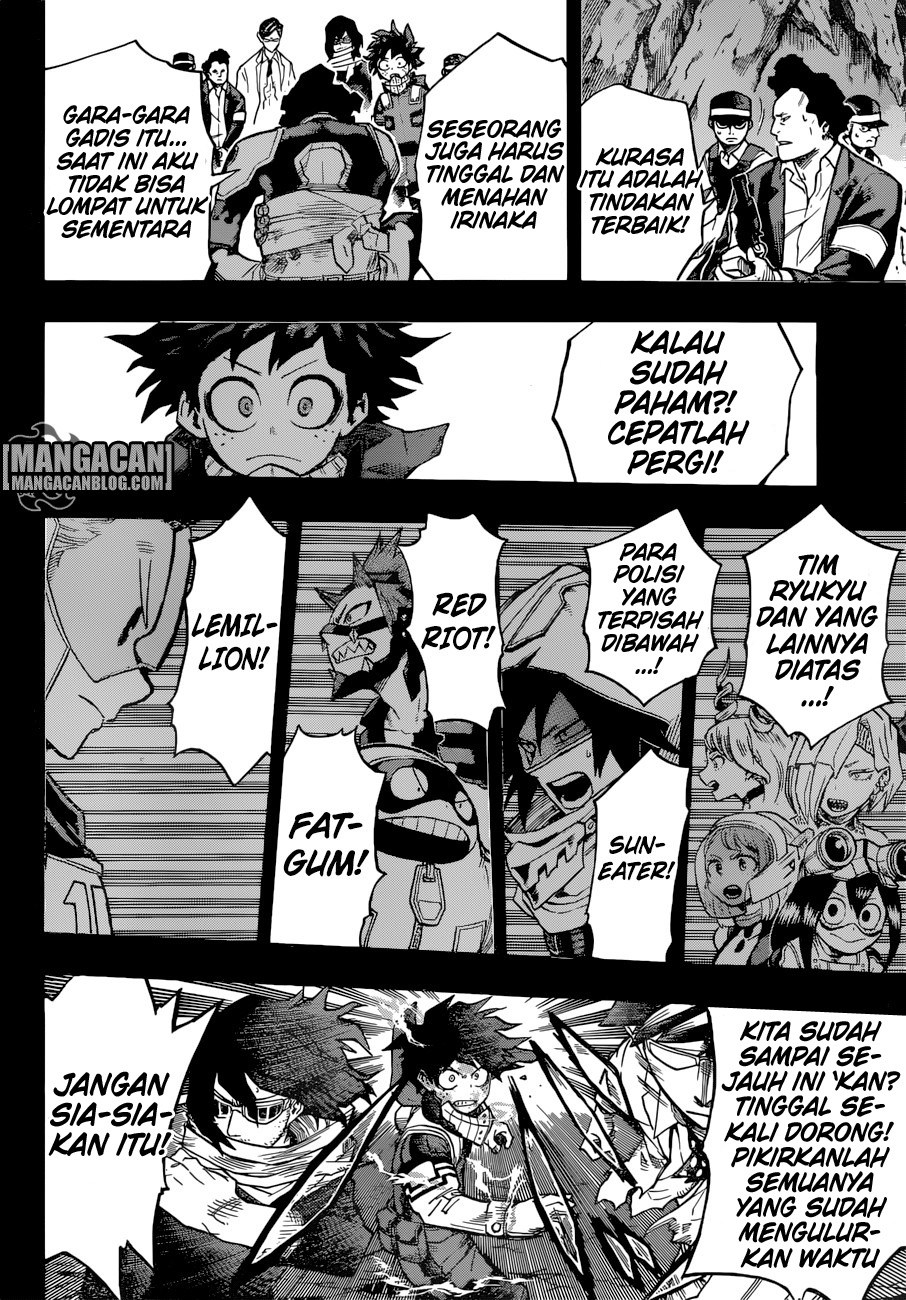 KURASA
ITU ADALAH
TINDAKAN
TERBAIK!
SESEORANG
JUGA HARUS
TINGGAL DAN
MENAHAN
IRINAKA
GARA-GARA
GADIS ITU...
SAAT INI AKU
TIDAK BISA
LOMPAT UNTUK
SEMENTARA
KALAU
SUDAH
PAHAM?!
CEPATLAH
PERGI!
[MANGACAN]
MANGACANBLOG.COM
TIM
RYUKYU
DAN YANG
LAINNYA
DIATAS
...!
PARA
POLISI
YANG
TERPISAH
DIBAWAH
...!
SUN-
EATER!
RED
RIOT!
FAT-
GUM!
LEMIL-
LION!
1
KITA SUDAH
SAMPAI SE-
JAUH INI 'KAN?
TINGGAL SE-
KALI DORONG!
PIKIRKANLAH
SEMUANYA
YANG SUDAH
MENGULUR-
KAN WAKTU
JANGAN
SIA-SIA-
KAN ITU!